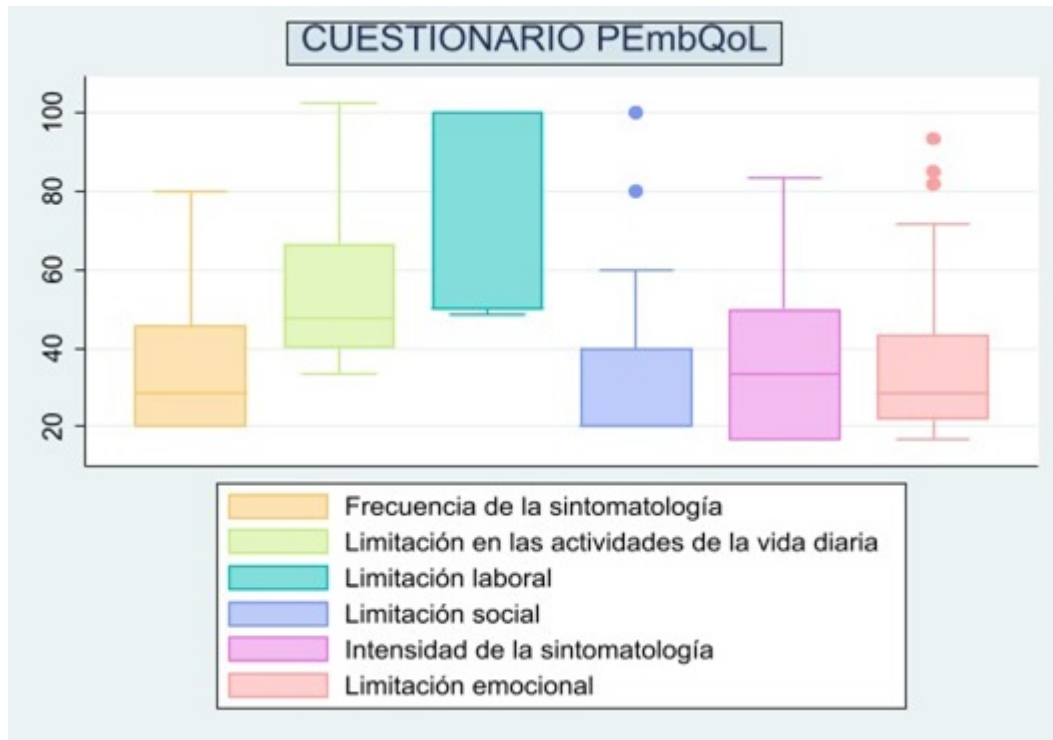 CUESTIONARIO PEmbQoL
100
80
60
40
20
Frecuencia de la sintomatología
Limitación en las actividades de la vida diaria
Limitación laboral
Limitación social
Intensidad de la sintomatología
Limitación emocional